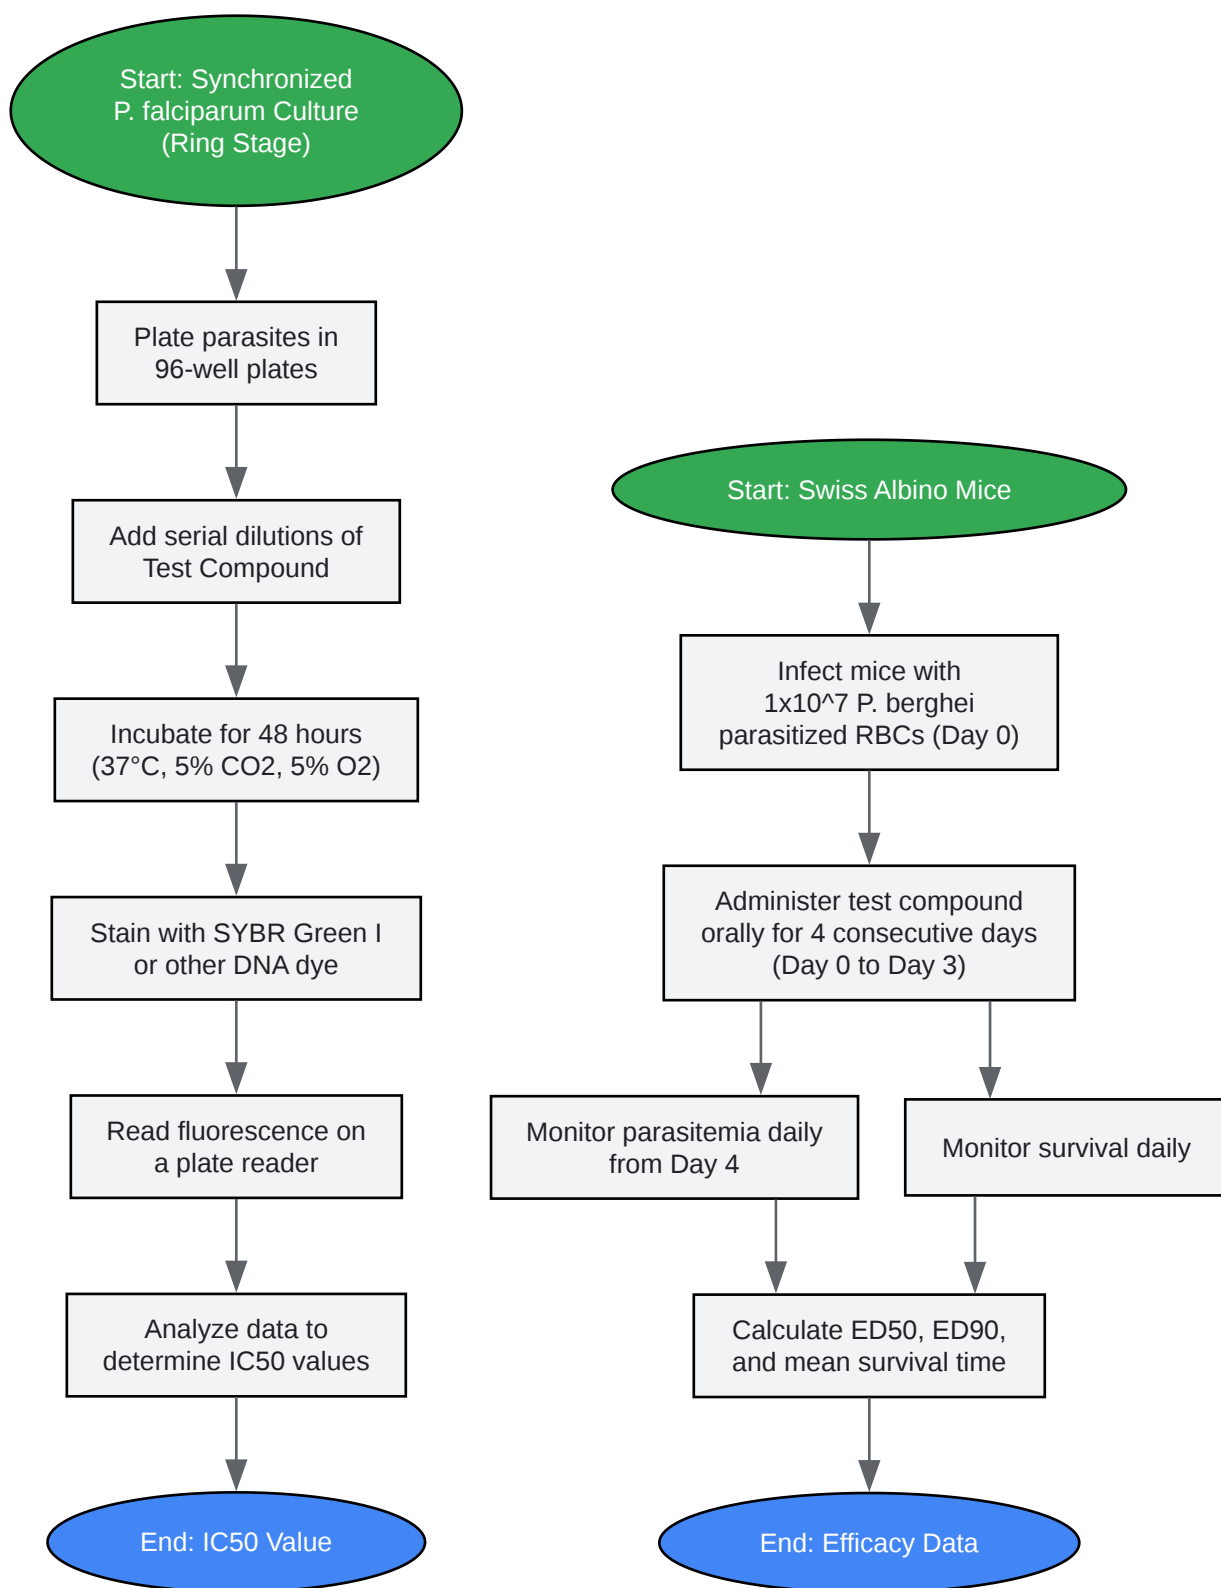 Start: Synchronized
P. falciparum Culture
(Ring Stage)
Plate parasites in
96-well plates
Add serial dilutions of
Test Compound
Incubate for 48 hours
(37°C, 5% CO2, 5% O2)
Stain with SYBR Green I
or other DNA dye
Read fluorescence on
a plate reader
Analyze data to
determine IC50 values
End: IC50 Value
Start: Swiss Albino Mice
Infect mice with
1x10^7 P. berghei
parasitized RBCs (Day 0)
Administer test compound
orally for 4 consecutive days
(Day 0 to Day 3)
Monitor parasitemia daily
from Day 4
Monitor survival daily
Calculate ED50, ED90,
and mean survival time
End: Efficacy Data